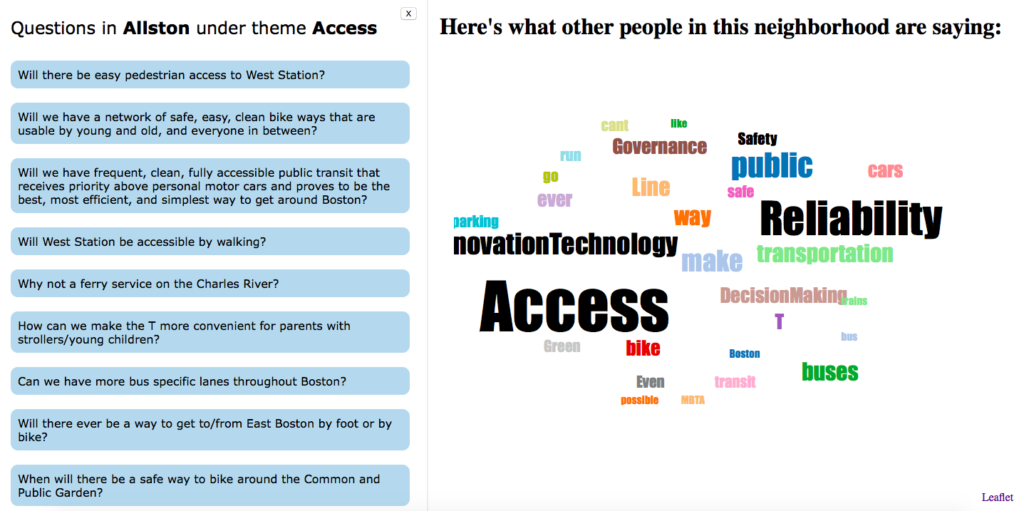 x
Questions in Allston under theme Access
Will there be easy pedestrian access to West Station?
Will we have a network of safe, easy, clean bike ways that are
usable by young and old, and everyone in between?
Will we have frequent, clean, fully accessible public transit that
receives priority above personal motor cars and proves to be the
best, most efficient, and simplest way to get around Boston?
Will West Station be accessible by walking?
Why not a ferry service on the Charles River?
How can we make the T more convenient for parents with
strollers/young children?
Can we have more bus specific lanes throughout Boston?
Will there ever be a way to get to/from East Boston by foot or by
bike?
When will there be a safe way to bike around the Common and
Public Garden?
Here's what other people in this neighborhood are saying:
cant
like
Governance
Safety
run
public
cars
go
Line
safe
ever
parking
way
Reliability
novationTechnology
make
transportation
Access
DecisionMaking
trains
T
Green
bike
Boston
bus
Even
transit
buses
possible
MBTA
Leaflet